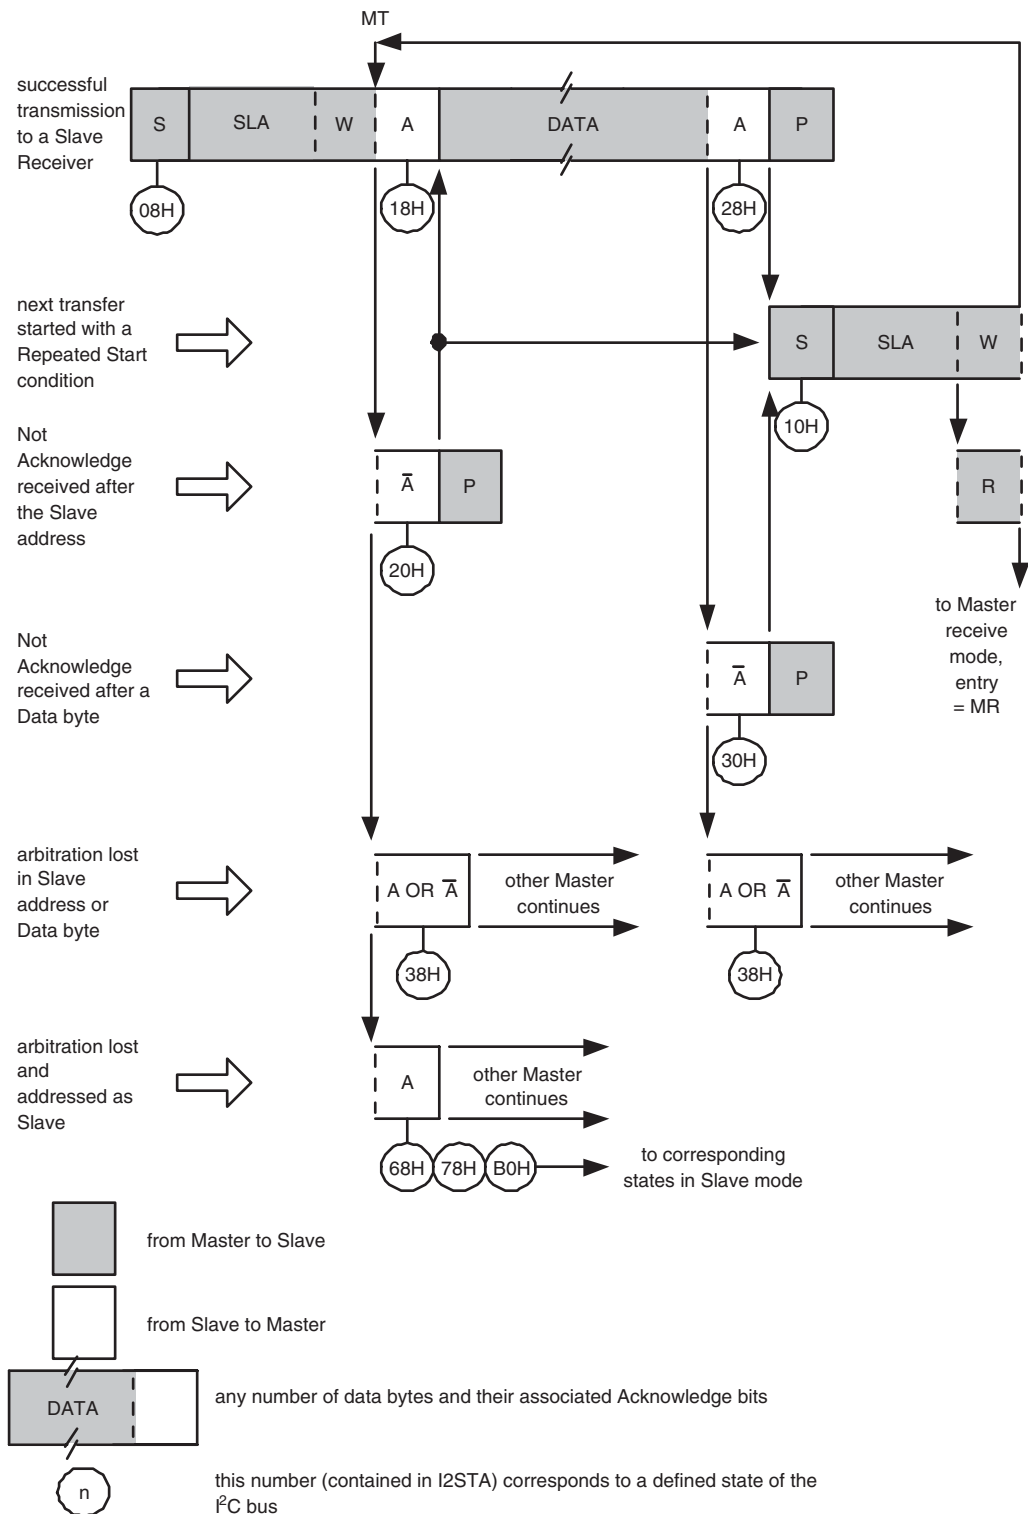 MT
successful
transmission
to a Slave
Receiver
S SLA W A DATA A P
08H 18H 28H
next transfer
started with a
Repeated Start
condition
S SLA W
10H
Not
Acknowledge
received after
the Slave
address
A̅ P
R
20H
to Master
receive
mode,
entry
= MR
Not
Acknowledge
received after a
Data byte
A̅ P
30H
arbitration lost
in Slave
address or
Data byte
A OR A̅
other Master
continues
A OR A̅
other Master
continues
38H 38H
arbitration lost
and
addressed as
Slave
A
other Master
continues
68H 78H B0H
to corresponding
states in Slave mode
from Master to Slave
from Slave to Master
DATA
any number of data bytes and their associated Acknowledge bits
n
this number (contained in I2STA) corresponds to a defined state of the
I²C bus